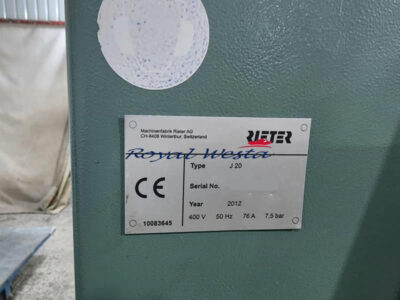 Maschinenfabrik Rieter AG
CH-8406 Winterthur, Switzerland
RIETER
Royal Westa
Type J 20
Serial No.
Year 2012
400 V 50 Hz 76 A 7,5 bar
CE
10083645